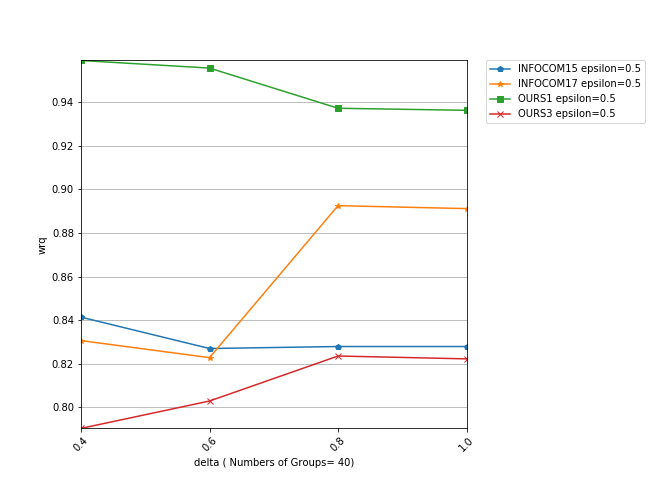 INFOCOM15 epsilon=0.5
INFOCOM17 epsilon=0.5
OURS1 epsilon=0.5
OURS3 epsilon=0.5
wrq
0.94
0.92
0.90
0.88
0.86
0.84
0.82
0.80
0.4
0.6
0.8
1.0
delta ( Numbers of Groups= 40)